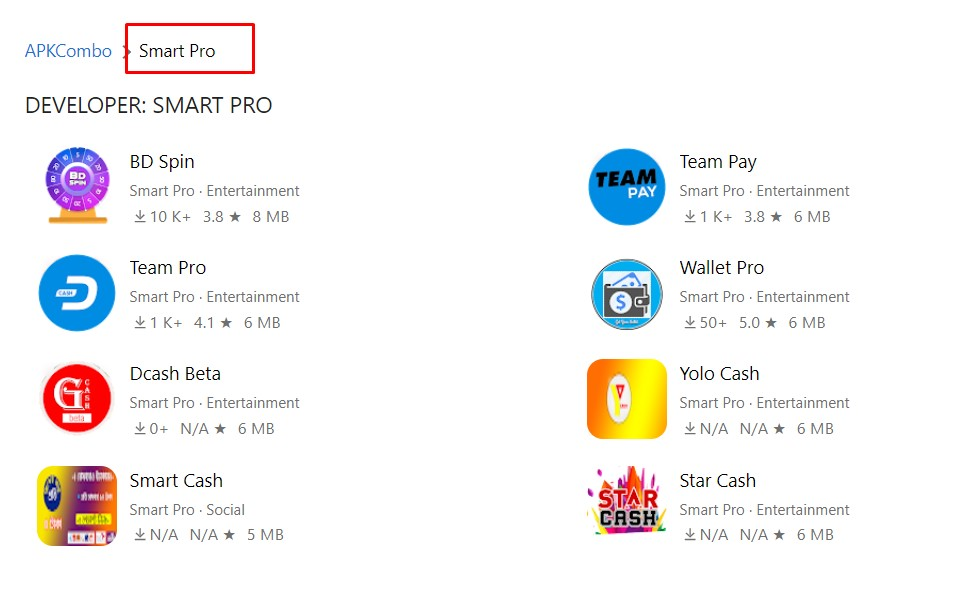 APKCombo › Smart Pro
DEVELOPER: SMART PRO
BD Spin
Smart Pro · Entertainment
10 K+ 3.8 ★ 8 MB
BD
SPIN
Team Pay
Smart Pro · Entertainment
1 K+ 3.8 ★ 6 MB
TEAM
PAY
Team Pro
Smart Pro · Entertainment
1 K+ 4.1 ★ 6 MB
CASH
Wallet Pro
Smart Pro · Entertainment
50+ 5.0 ★ 6 MB
Dcash Beta
Smart Pro · Entertainment
0+ N/A ★ 6 MB
G
CASH
beta
Yolo Cash
Smart Pro · Entertainment
N/A N/A ★ 6 MB
Smart Cash
Smart Pro · Social
N/A N/A ★ 5 MB
Star Cash
Smart Pro · Entertainment
N/A N/A ★ 6 MB
STAR
CASH